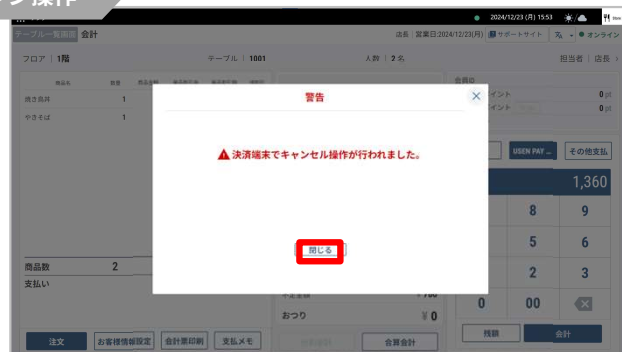 ン操作
2024/12/23 (月) 15:53
テーブル一覧画面 会計
店長 営業日:2024/12/23(月) サポートサイト オンライン
フロア 1階 テーブル 1001 人数 2 名 担当者 店長
商品名 数量
会員ID
焼き鳥丼 1
やきそば 1
イント 0 pt
イント 0 pt
警告
決済端末でキャンセル操作が行われました。
閉じる
USEN PAY ... その他支払
1,360
8 9
5 6
2 3
0 00
商品数 2
支払い
不足金額 ¥ 700
おつり ¥ 0
注文 お客様情報設定 会計票印刷 支払メモ 合算会計 残額 会計